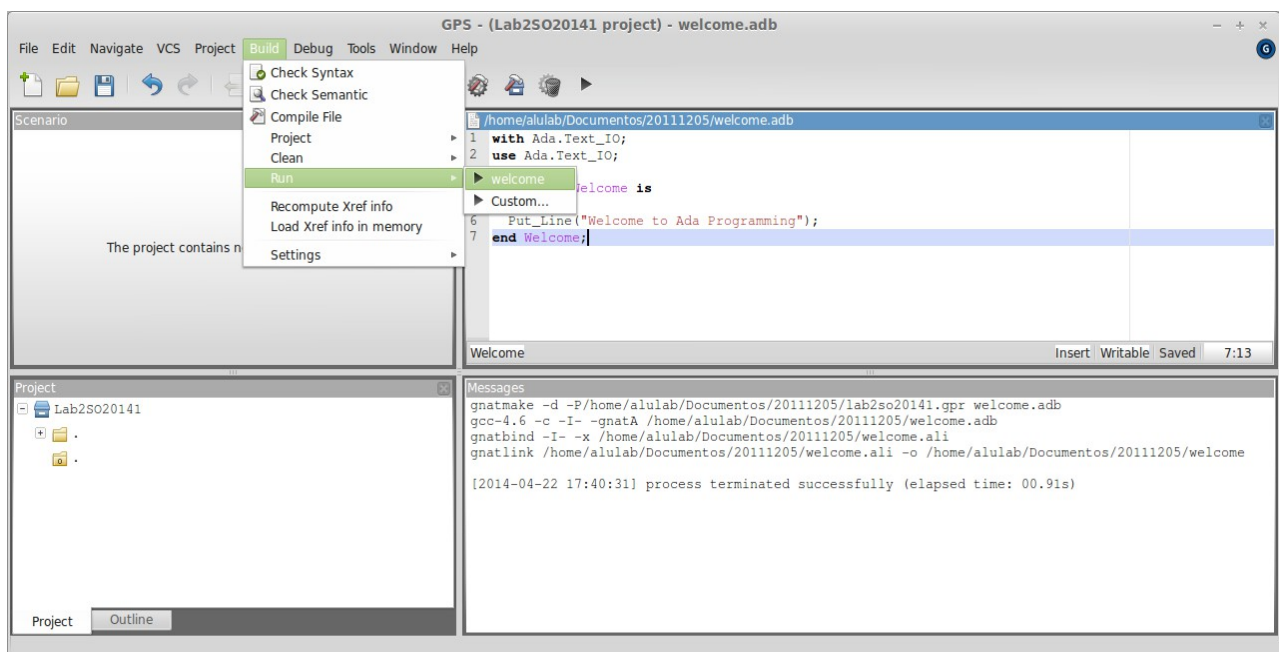 GPS - (Lab2SO20141 project) - welcome.adb
File Edit Navigate VCS Project Build Debug Tools Window Help
G
Check Syntax
Check Semantic
Compile File
Project
Clean
Run
Recompute Xref info
Load Xref info in memory
Settings
welcome
Custom...
Scenario
The project contains n
/home/alulab/Documentos/20111205/welcome.adb
1 with Ada.Text_IO;
2 use Ada.Text_IO;
elcome is
6 Put_Line("Welcome to Ada Programming");
7 end Welcome;
Welcome Insert Writable Saved 7:13
Project
Lab2SO20141
.
.
Project Outline
Messages
gnatmake -d -P/home/alulab/Documentos/20111205/lab2so20141.gpr welcome.adb
gcc-4.6 -c -I- -gnatA /home/alulab/Documentos/20111205/welcome.adb
gnatbind -I- -x /home/alulab/Documentos/20111205/welcome.ali
gnatlink /home/alulab/Documentos/20111205/welcome.ali -o /home/alulab/Documentos/20111205/welcome
[2014-04-22 17:40:31] process terminated successfully (elapsed time: 00.91s)